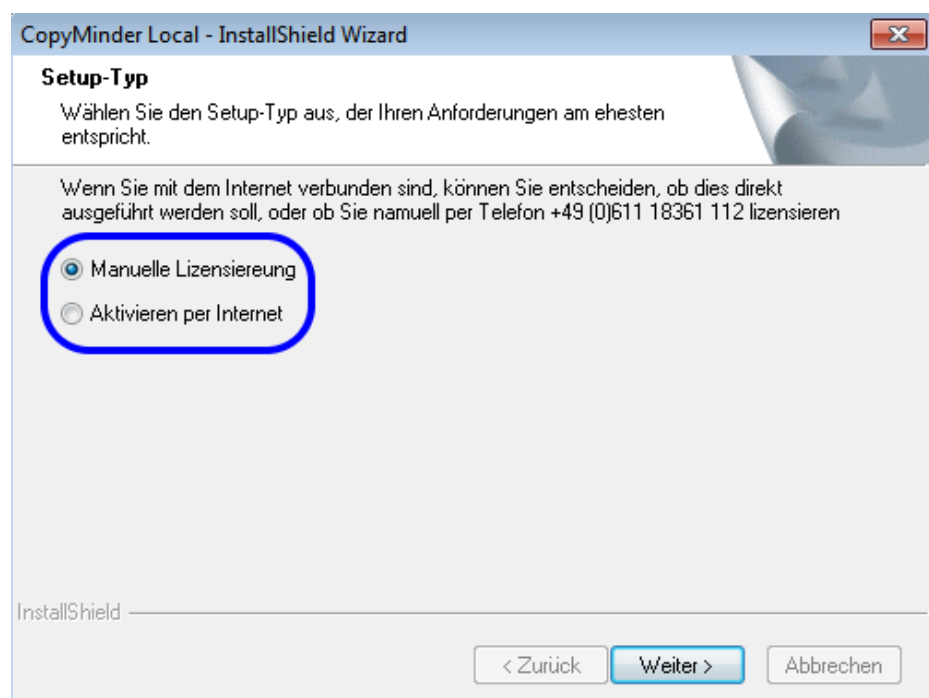 CopyMinder Local - InstallShield Wizard
Setup-Typ
Wählen Sie den Setup-Typ aus, der Ihren Anforderungen am ehesten
entspricht.
Wenn Sie mit dem Internet verbunden sind, können Sie entscheiden, ob dies direkt
ausgeführt werden soll, oder ob Sie namuell per Telefon +49 (0)611 18361 112 lizensieren
Manuelle Lizensiereung
Aktivieren per Internet
InstallShield
< Zurück
Weiter >
Abbrechen